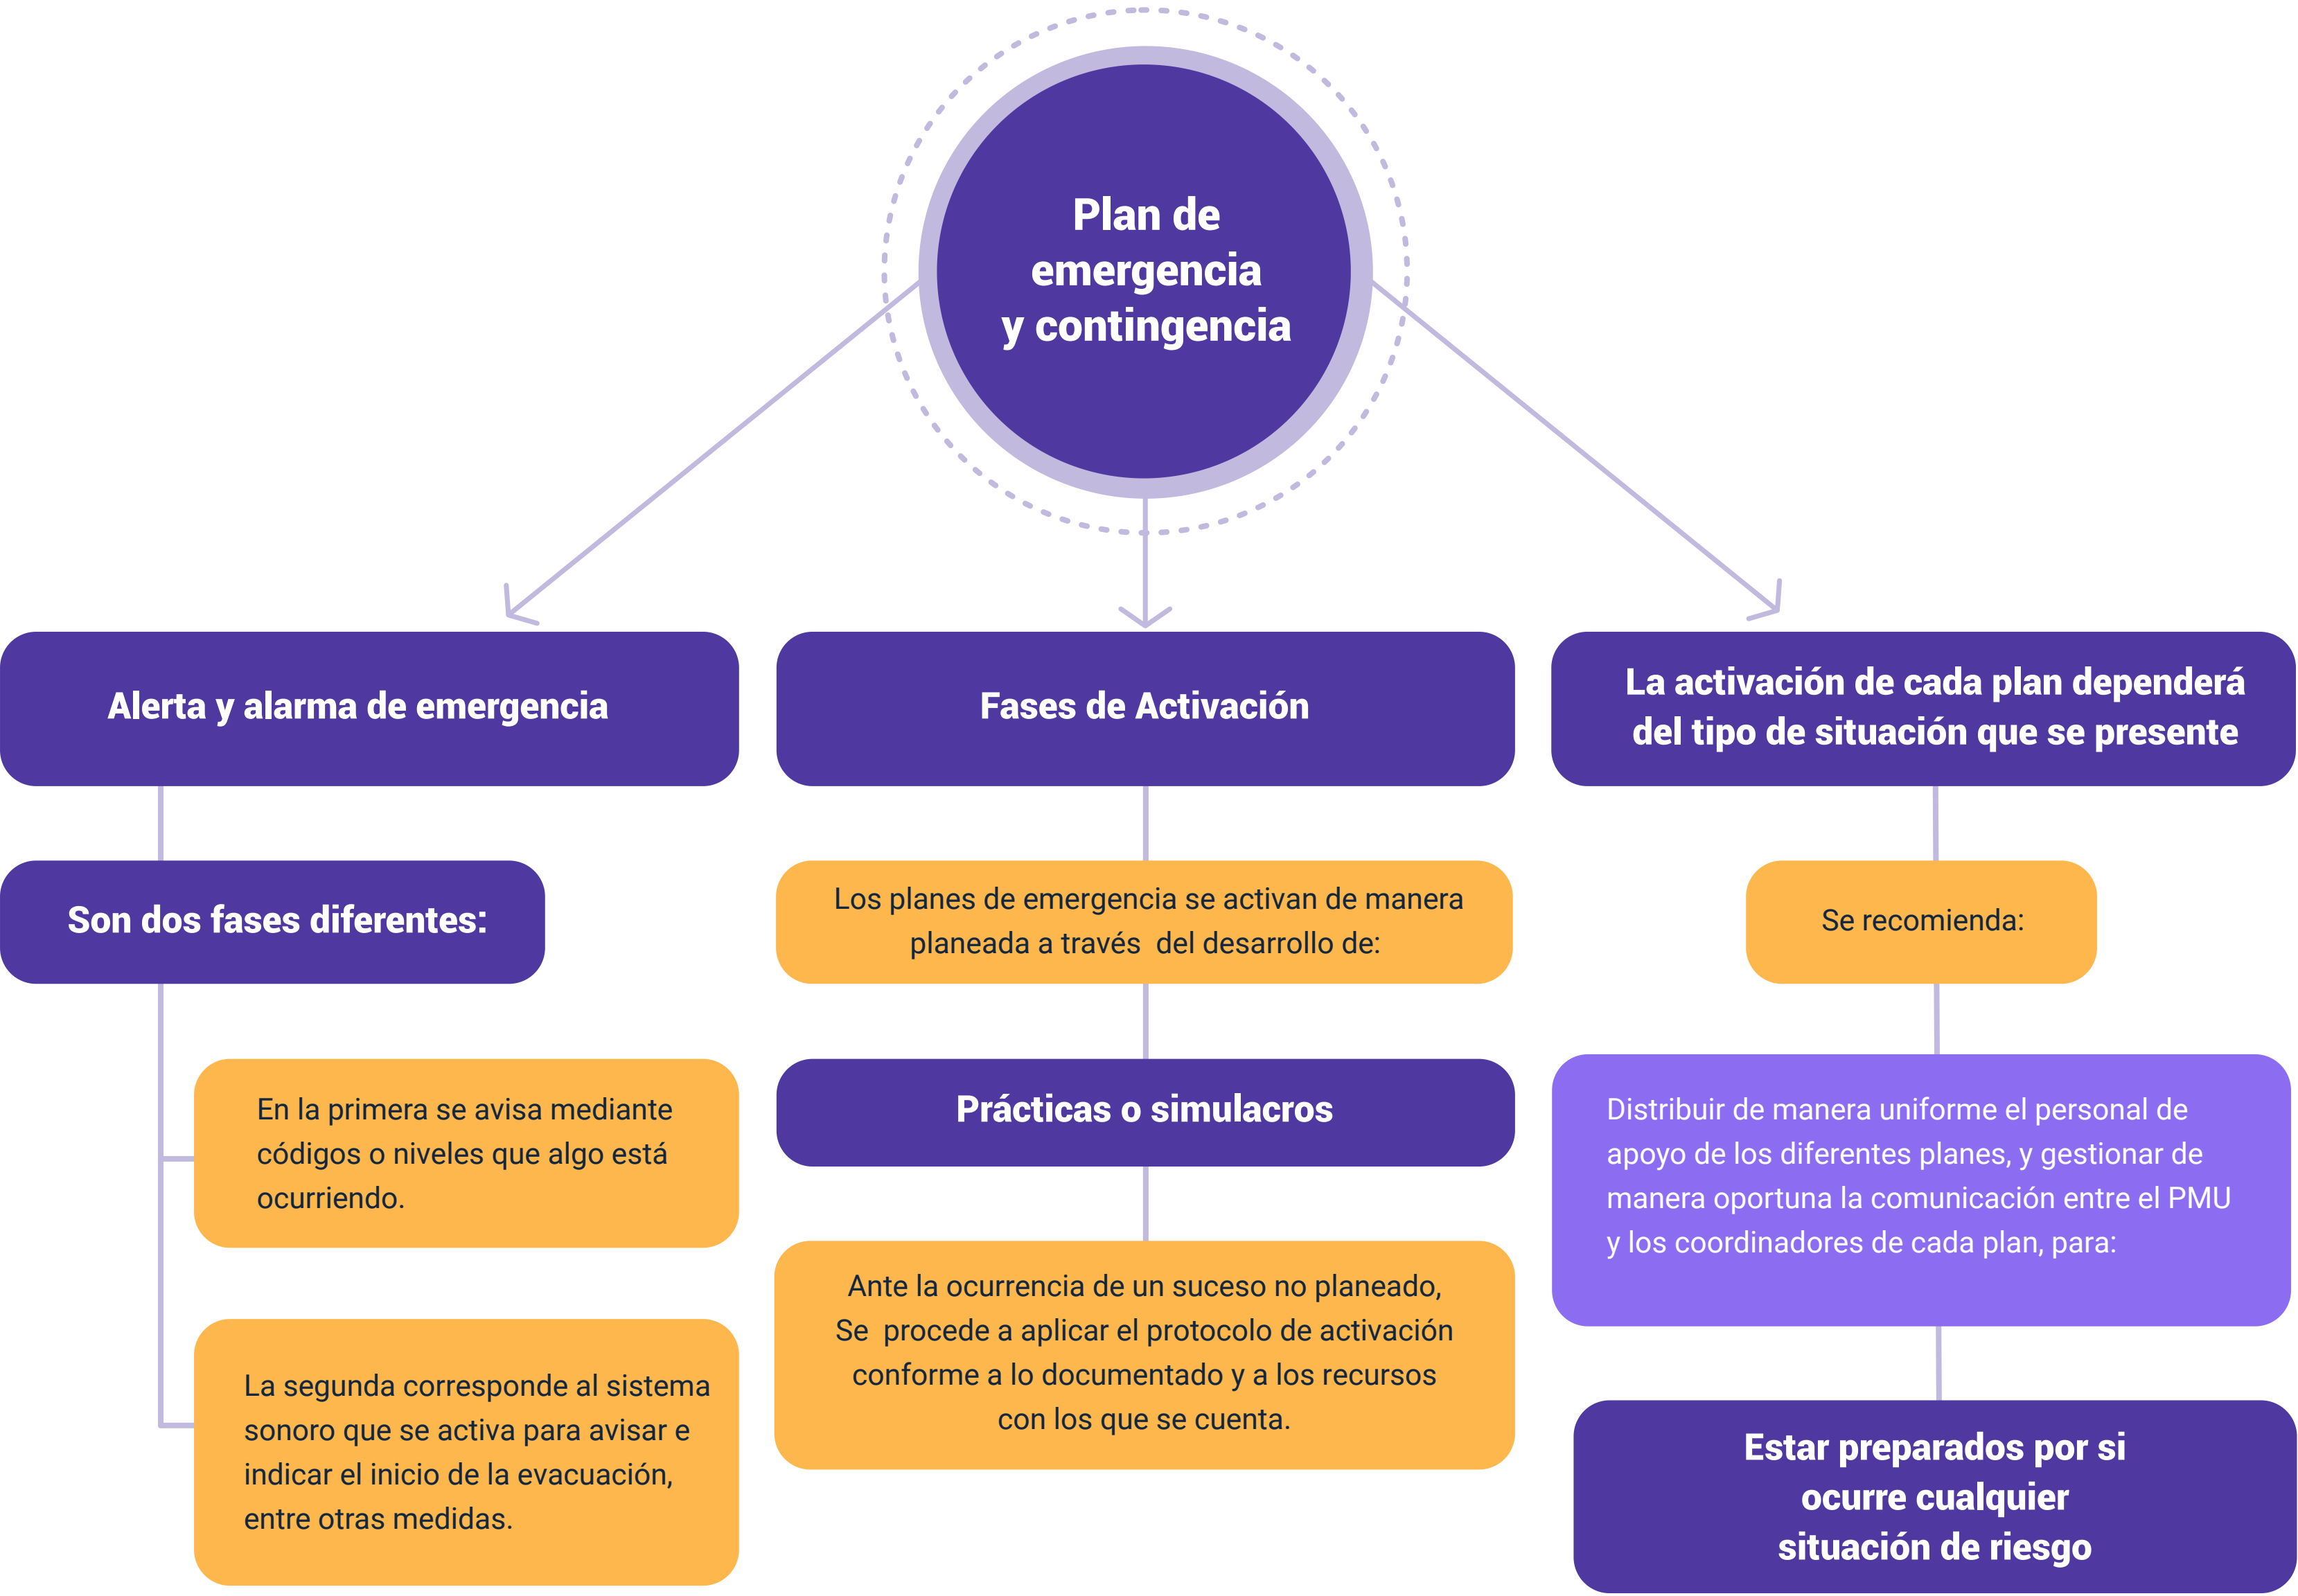 Plan de
emergencia
y contingencia
Alerta y alarma de emergencia
Son dos fases diferentes:
En la primera se avisa mediante
códigos o niveles que algo está
ocurriendo.
La segunda corresponde al sistema
sonoro que se activa para avisar e
indicar el inicio de la evacuación,
entre otras medidas.
Fases de Activación
Los planes de emergencia se activan de manera
planeada a través  del desarrollo de:
Prácticas o simulacros
Ante la ocurrencia de un suceso no planeado,
Se  procede a aplicar el protocolo de activación
conforme a lo documentado y a los recursos
con los que se cuenta.
La activación de cada plan dependerá
del tipo de situación que se presente
Se recomienda:
Distribuir de manera uniforme el personal de
apoyo de los diferentes planes, y gestionar de
manera oportuna la comunicación entre el PMU
y los coordinadores de cada plan, para:
Estar preparados por si
ocurre cualquier
situación de riesgo